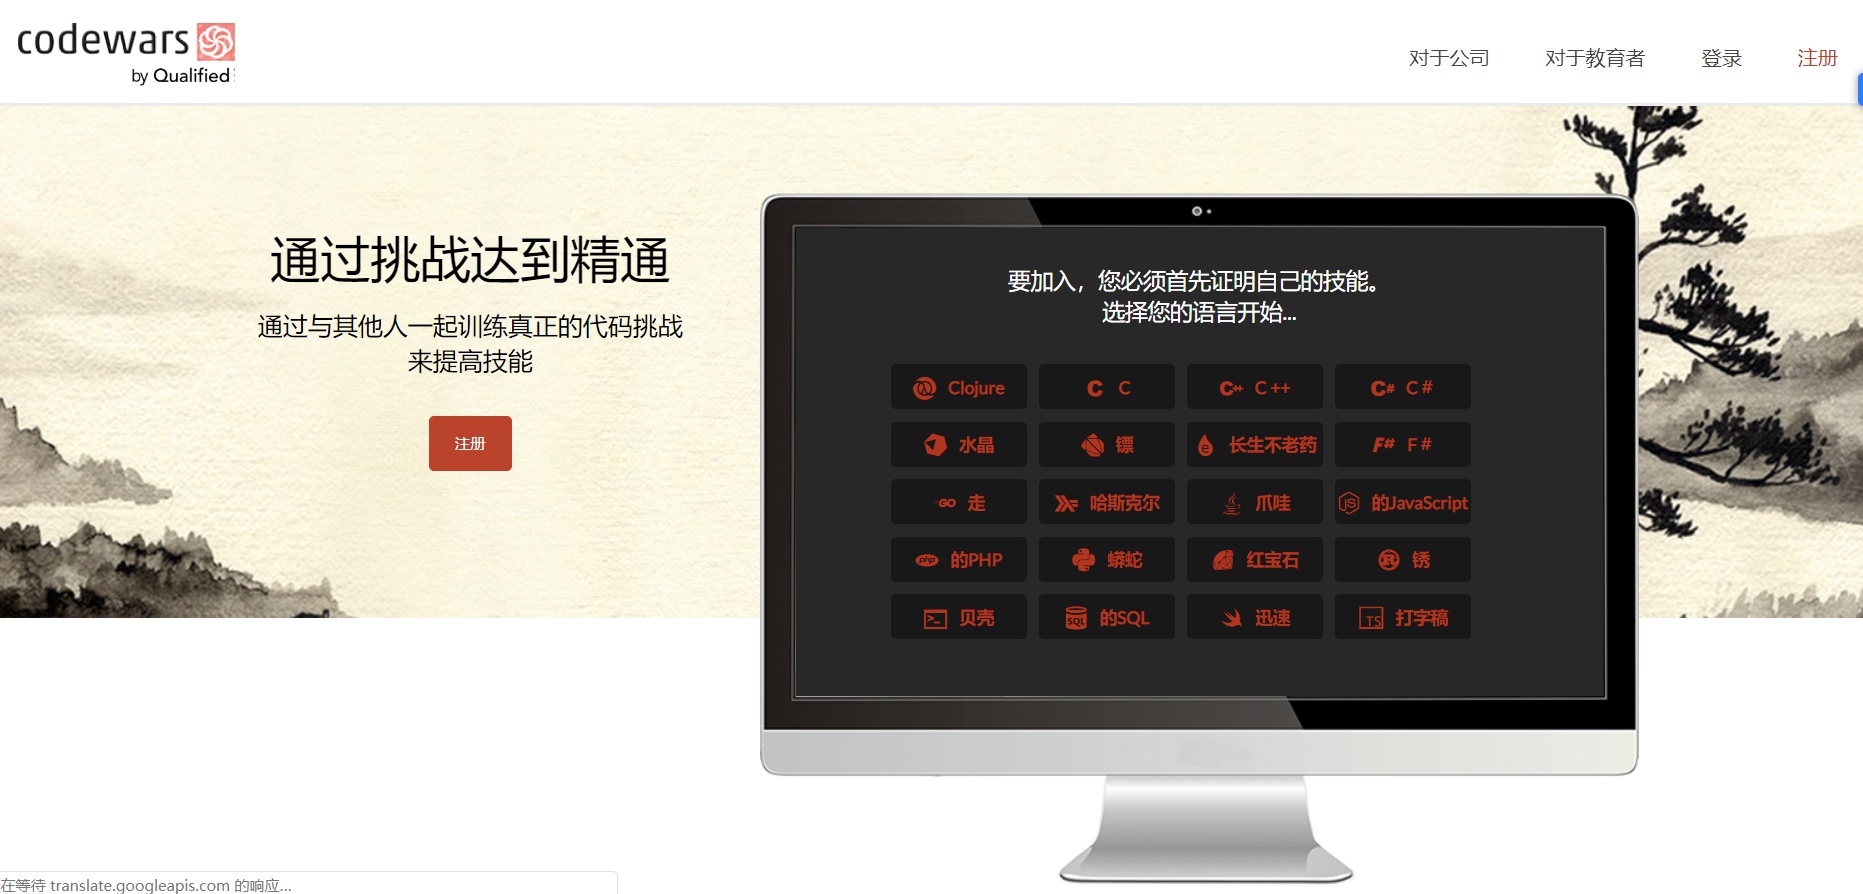 codewars
by Qualified
对于公司 对于教育者 登录 注册
通过挑战达到精通
通过与其他人一起训练真正的代码挑战
来提高技能
注册
要加入，您必须首先证明自己的技能。
选择您的语言开始...
Clojure C C ++ C #
水晶 镖 长生不老药 F #
走 哈斯克尔 爪哇 的JavaScript
的PHP 蟒蛇 红宝石 锈
贝壳 的SQL 迅速 打字稿
在等待 translate.googleapis.com 的响应...